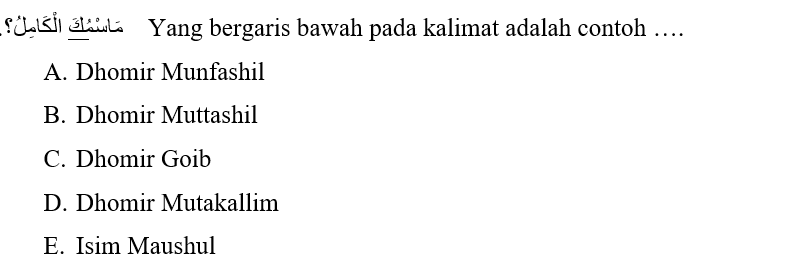 مَاسْمُكَ الْكَامِلُ؟. Yang bergaris bawah pada kalimat adalah contoh ….
A. Dhomir Munfashil
B. Dhomir Muttashil
C. Dhomir Goib
D. Dhomir Mutakallim
E. Isim Maushul